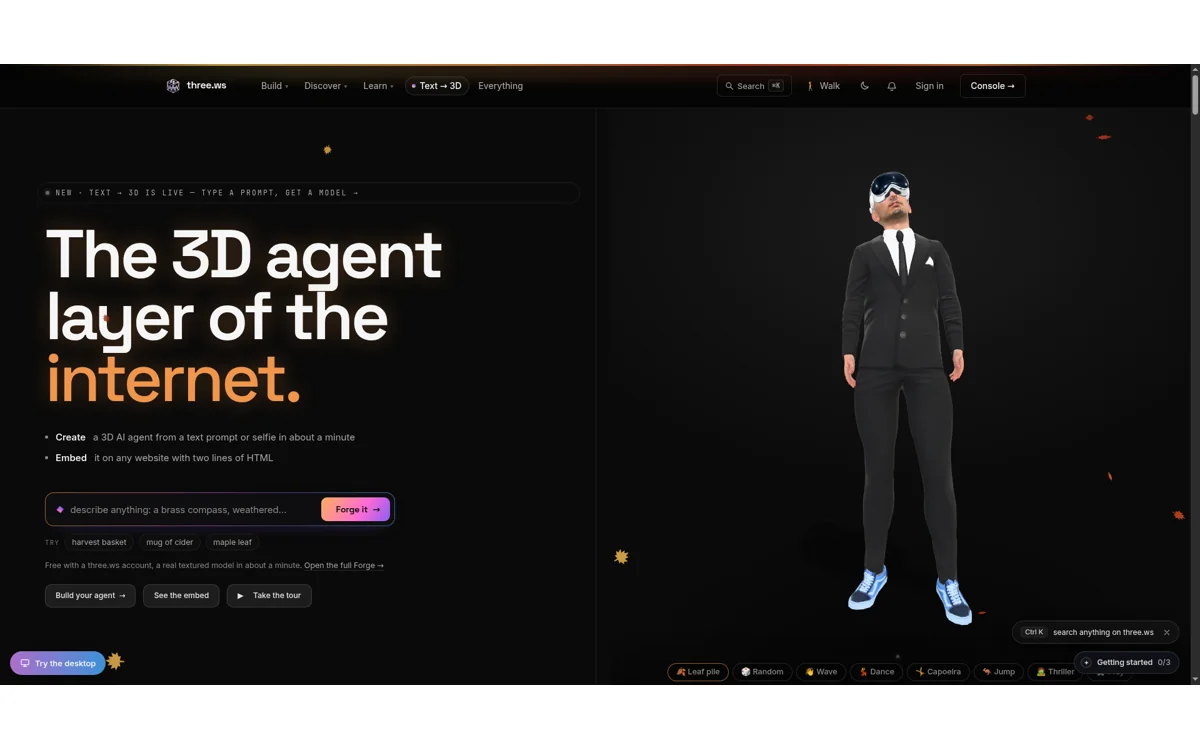 three.ws
Build
Discover
Learn
Text → 3D
Everything
Search ⌘K
Walk
Sign in
Console →
NEW · TEXT → 3D IS LIVE — TYPE A PROMPT, GET A MODEL →
The 3D agent
layer of the
internet.
• Create a 3D AI agent from a text prompt or selfie in about a minute
• Embed it on any website with two lines of HTML
describe anything: a brass compass, weathered...
Forge it →
TRY harvest basket mug of cider maple leaf
Free with a three.ws account, a real textured model in about a minute. Open the full Forge →
Build your agent →
See the embed
Take the tour
Try the desktop
Ctrl K search anything on three.ws
Getting started 0/3
Leaf pile
Random
Wave
Dance
Capoeira
Jump
Thriller